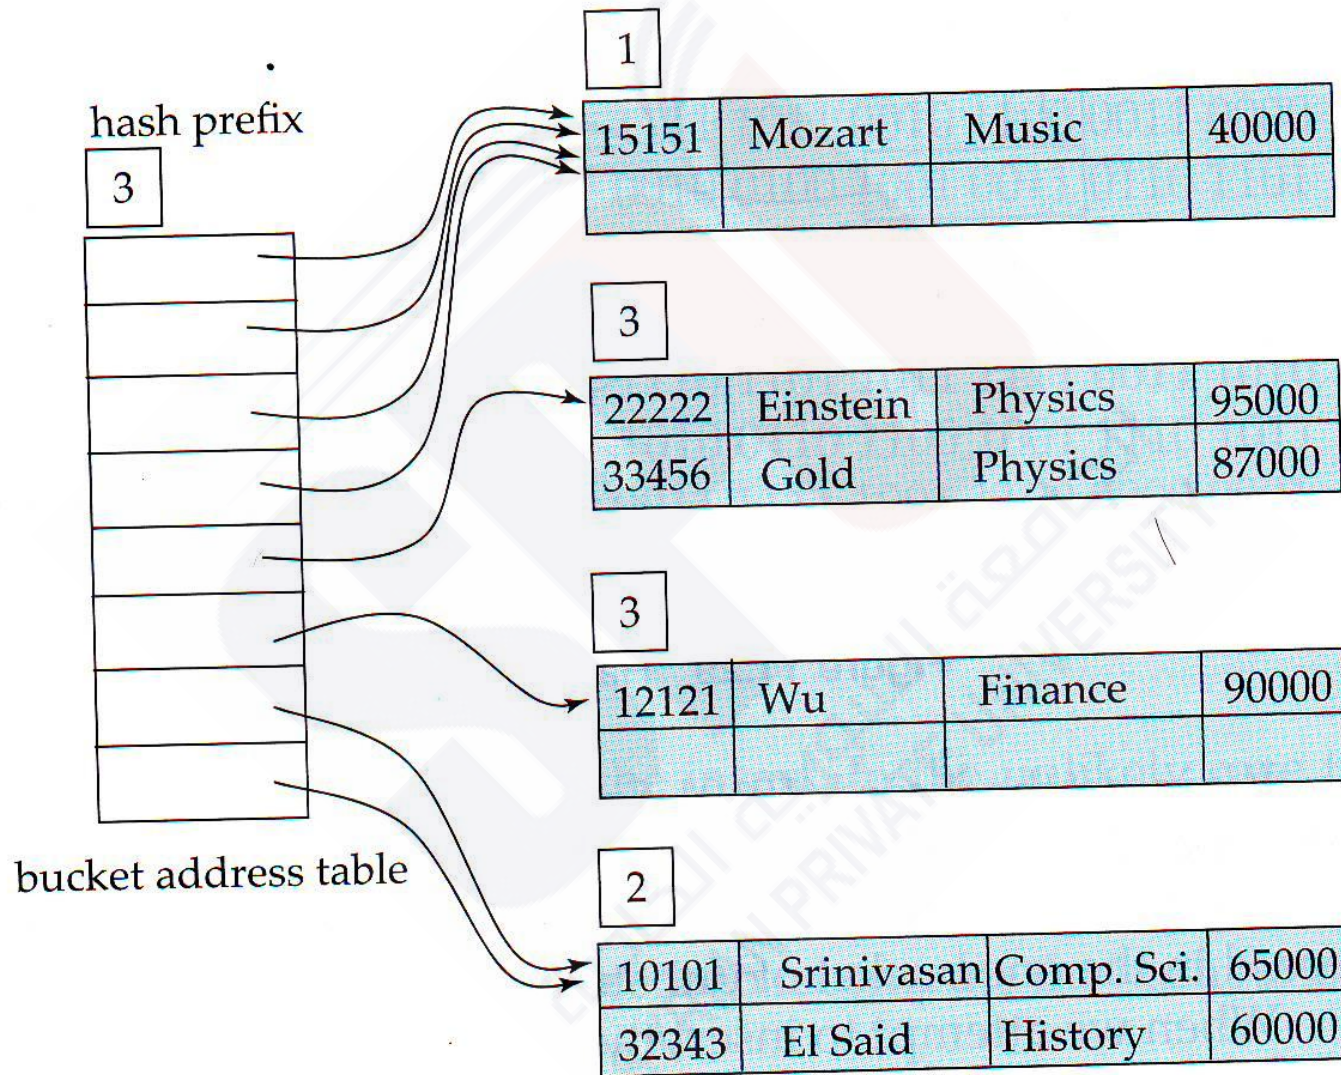 hash prefix
3
bucket address table
1
15151 Mozart Music 40000
3
22222 Einstein Physics 95000
33456 Gold Physics 87000
3
12121 Wu Finance 90000
2
10101 Srinivasan Comp. Sci. 65000
32343 El Said History 60000